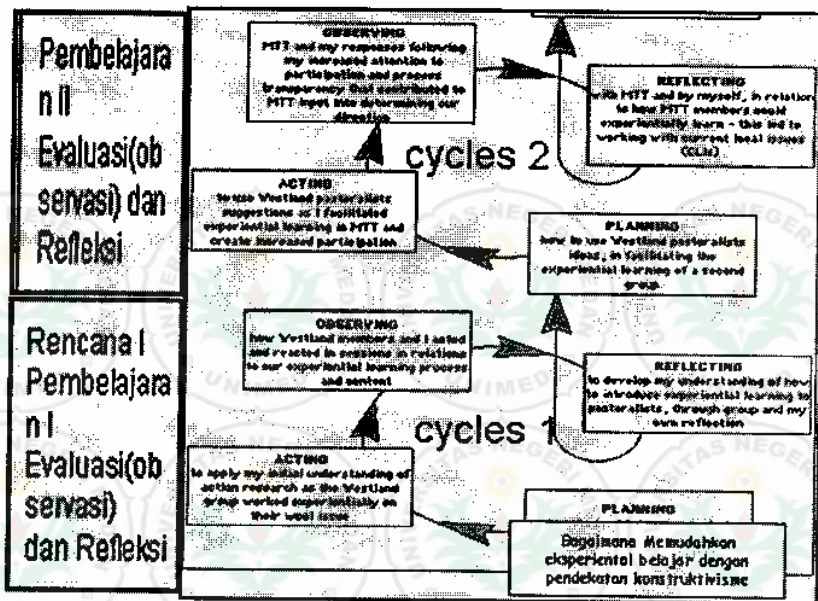 Pembelajara
n II
Evaluasi(ob
servasi) dan
Refleksi
Rencana I
Pembelajara
n I
Evaluasi(ob
servasi)
dan Refleksi
OBSERVING
MTT and my responses following
my increased attention to
participation and process
transparency that contributed to
MTT input into determining our
direction
REFLECTING
with MTT and by myself, in relation
to how MTT members could
experientially learn - this led to
working with current local issues
cycles 2
ACTING
to use Westland pastoralists
suggestions as I facilitated
experiential learning in MTT and
create increased participation
PLANNING
how to use Westland pastoralists
ideas, in facilitating the
experiential learning of a second
group.
OBSERVING
how Westland members and I acted
and reacted in sessions in relations
to our experiential learning process
and content
REFLECTING
to develop my understanding of how
to introduce experiential learning to
pastoralists, through group and my
own reflection
cycles 1
ACTING
to apply my initial understanding of
action research as the Westland
group worked experientially on
their wool issue
PLANNING
Bagaimana Memudahkan
eksperiental belajar dengan
pendekatan konstruktivisme